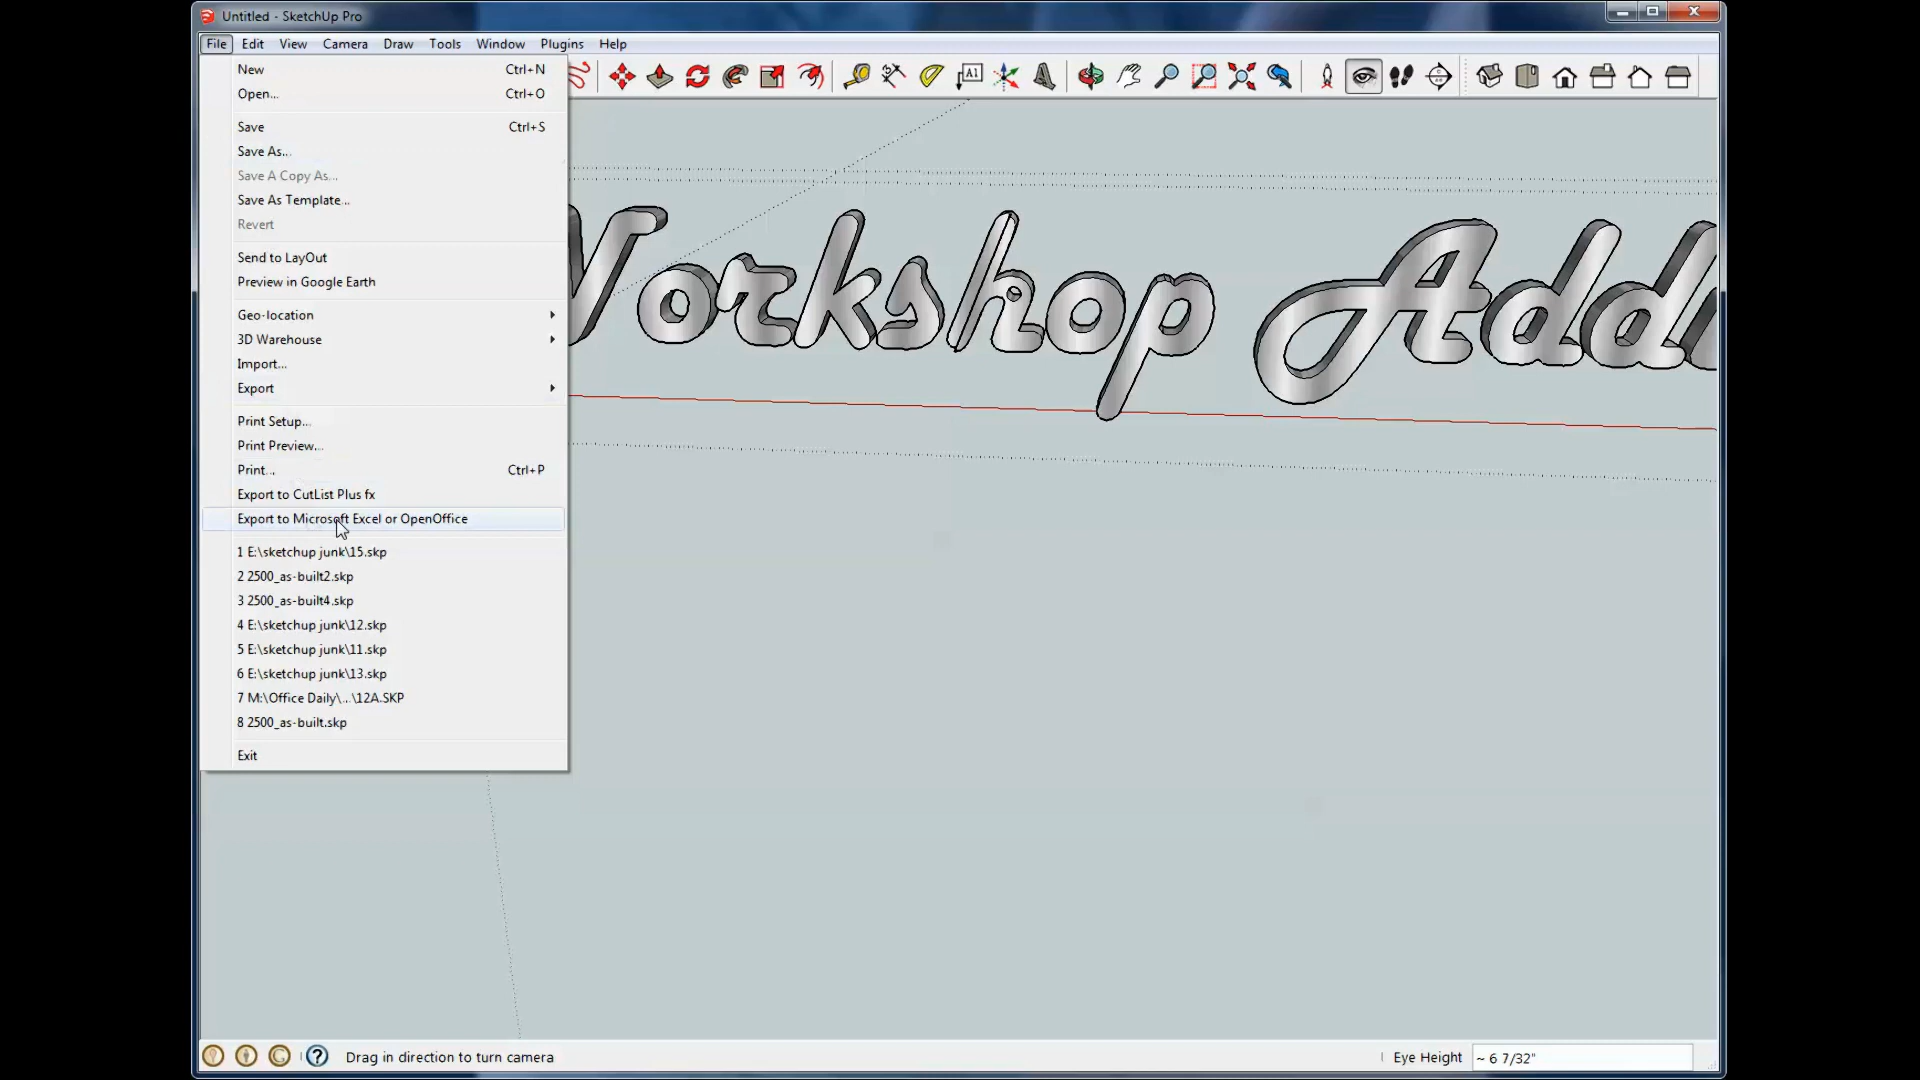 Untitled - SketchUp Pro
File Edit View Camera Draw Tools Window Plugins Help
New Ctrl+N
Open... Ctrl+O
Save Ctrl+S
Save As...
Save A Copy As...
Save As Template...
Revert
Send to LayOut
Preview in Google Earth
Geo-location
3D Warehouse
Import...
Export
Print Setup...
Print Preview...
Print... Ctrl+P
Export to CutList Plus fx
Export to Microsoft Excel or OpenOffice
1 E:\sketchup junk\15.skp
2 2500_as-built2.skp
3 2500_as-built4.skp
4 E:\sketchup junk\12.skp
5 E:\sketchup junk\11.skp
6 E:\sketchup junk\13.skp
7 M:\Office Daily\...\12A.SKP
8 2500_as-built.skp
Exit
A1
Workshop Add
Drag in direction to turn camera
Eye Height ~ 6 7/32"